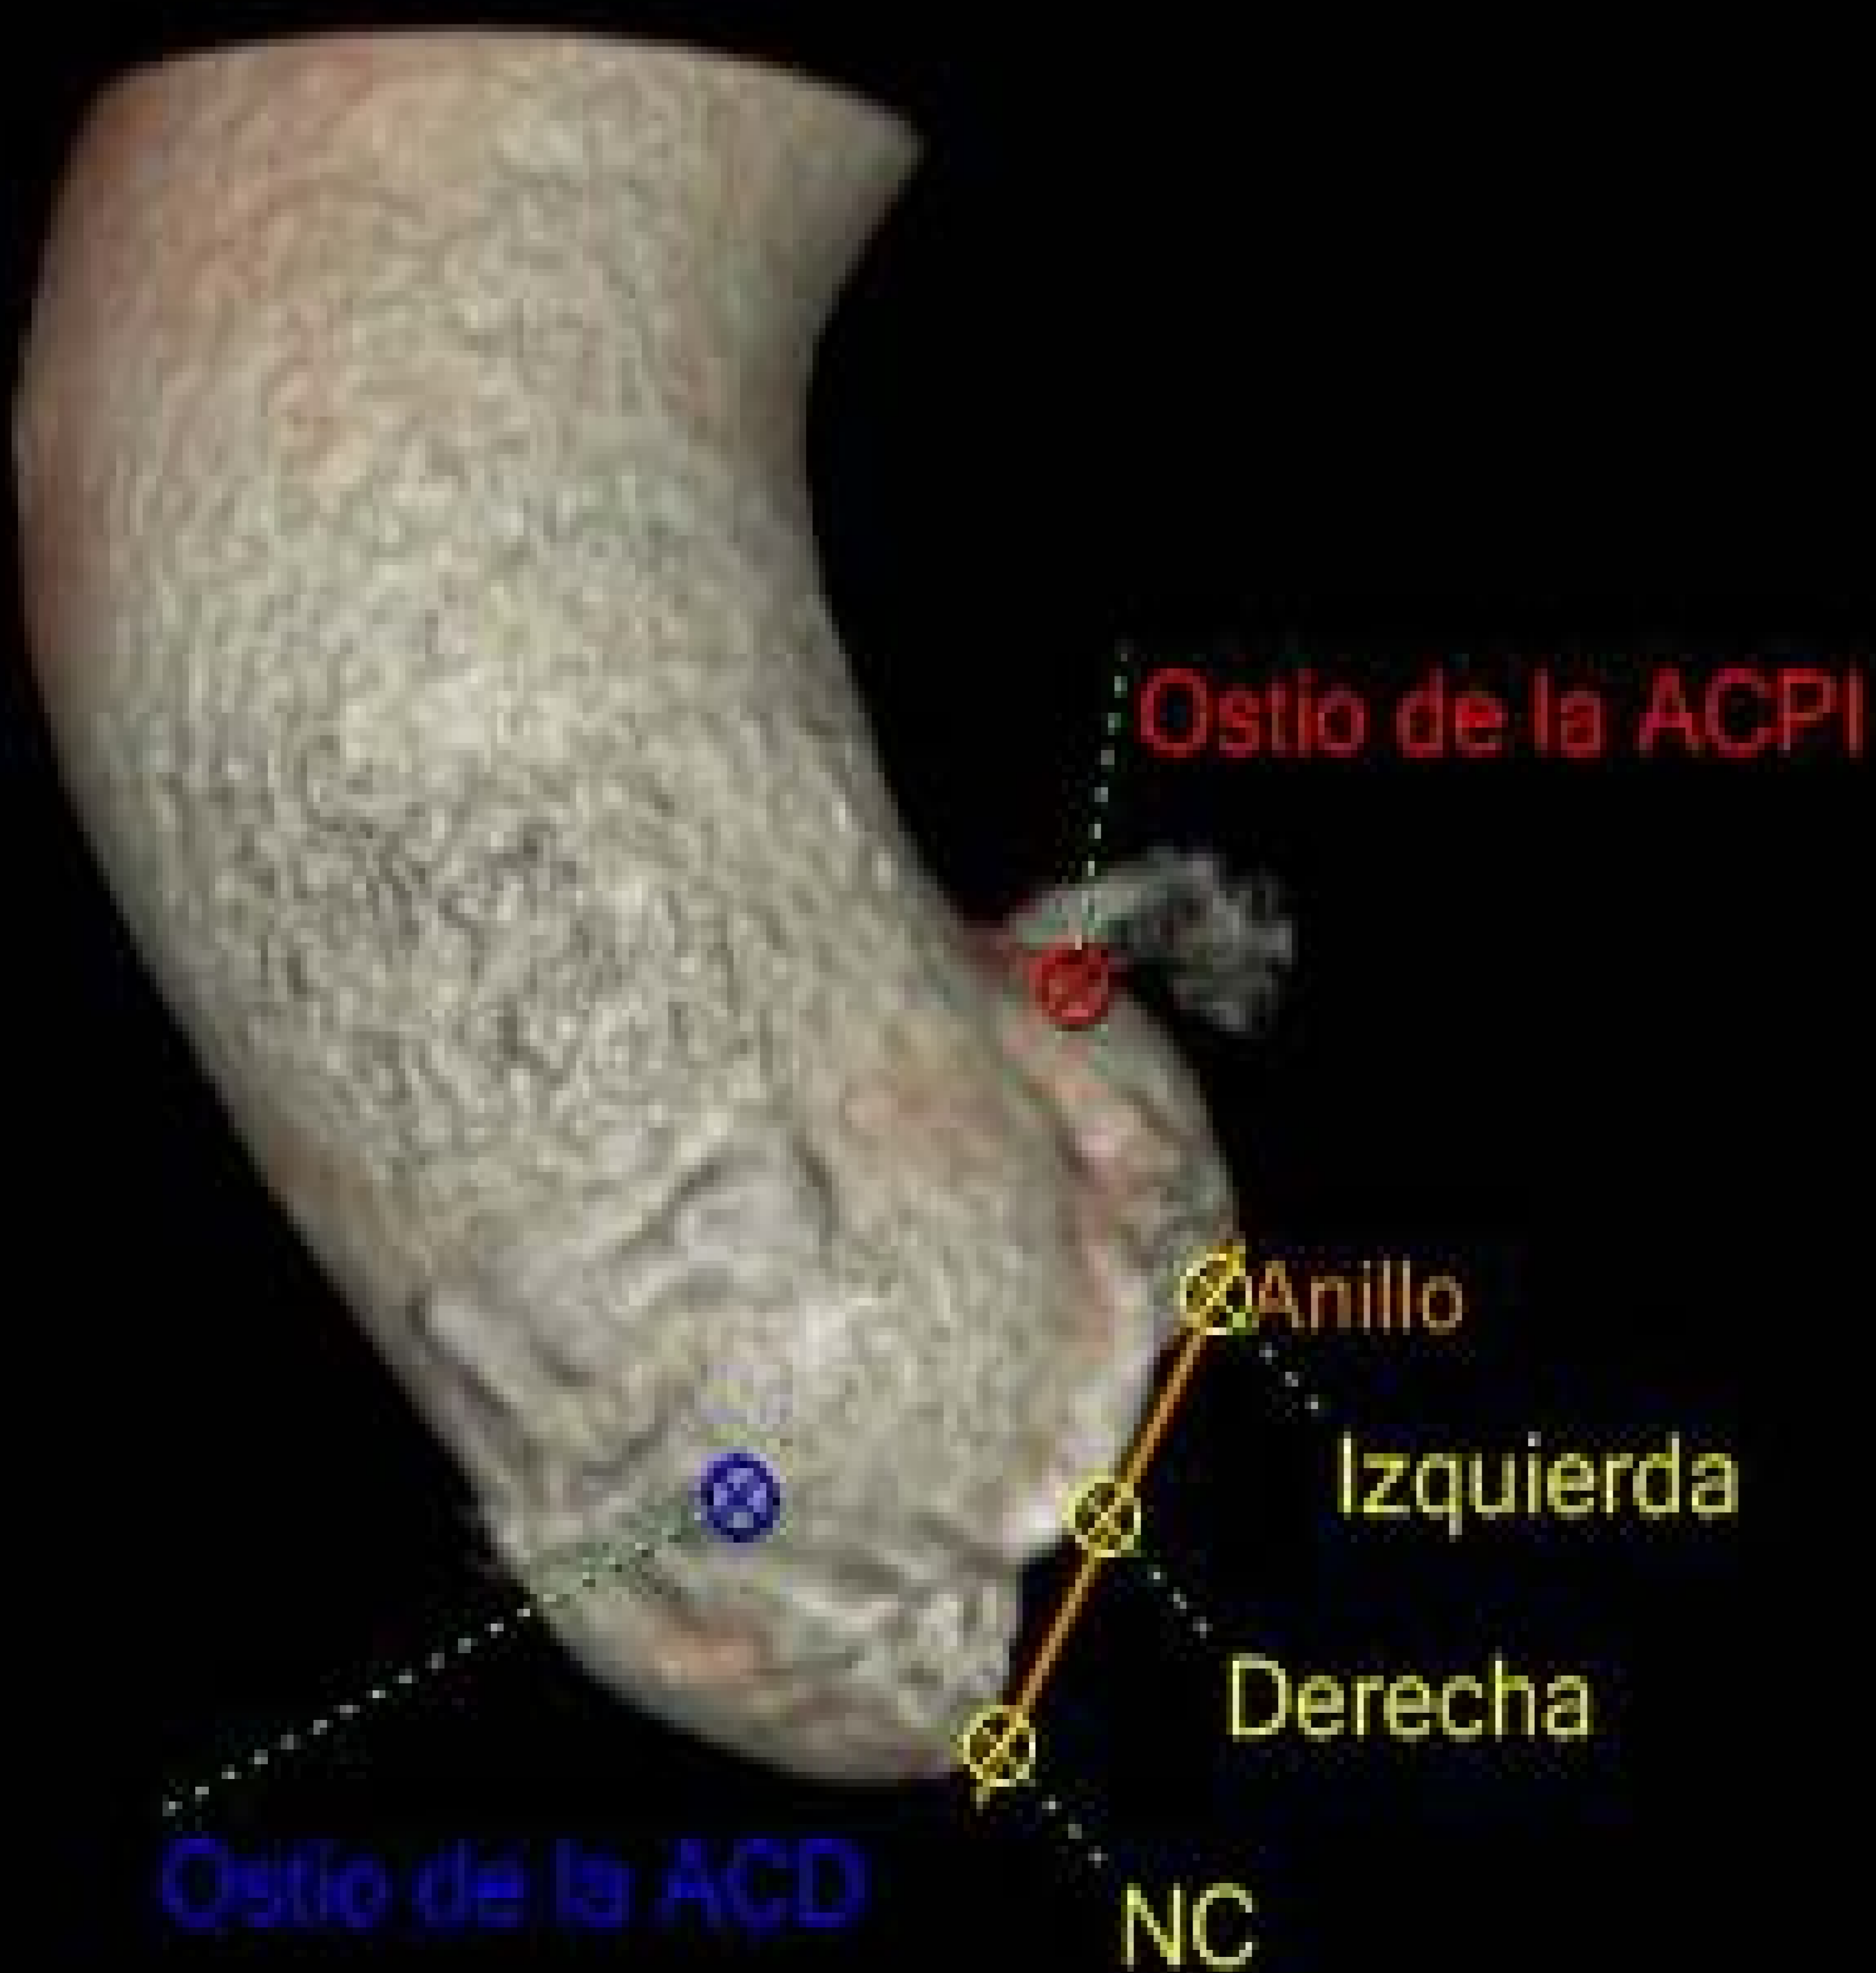 Ostio de la ACPI
Anillo
Izquierda
Derecha
Ostio de la ACD
NC